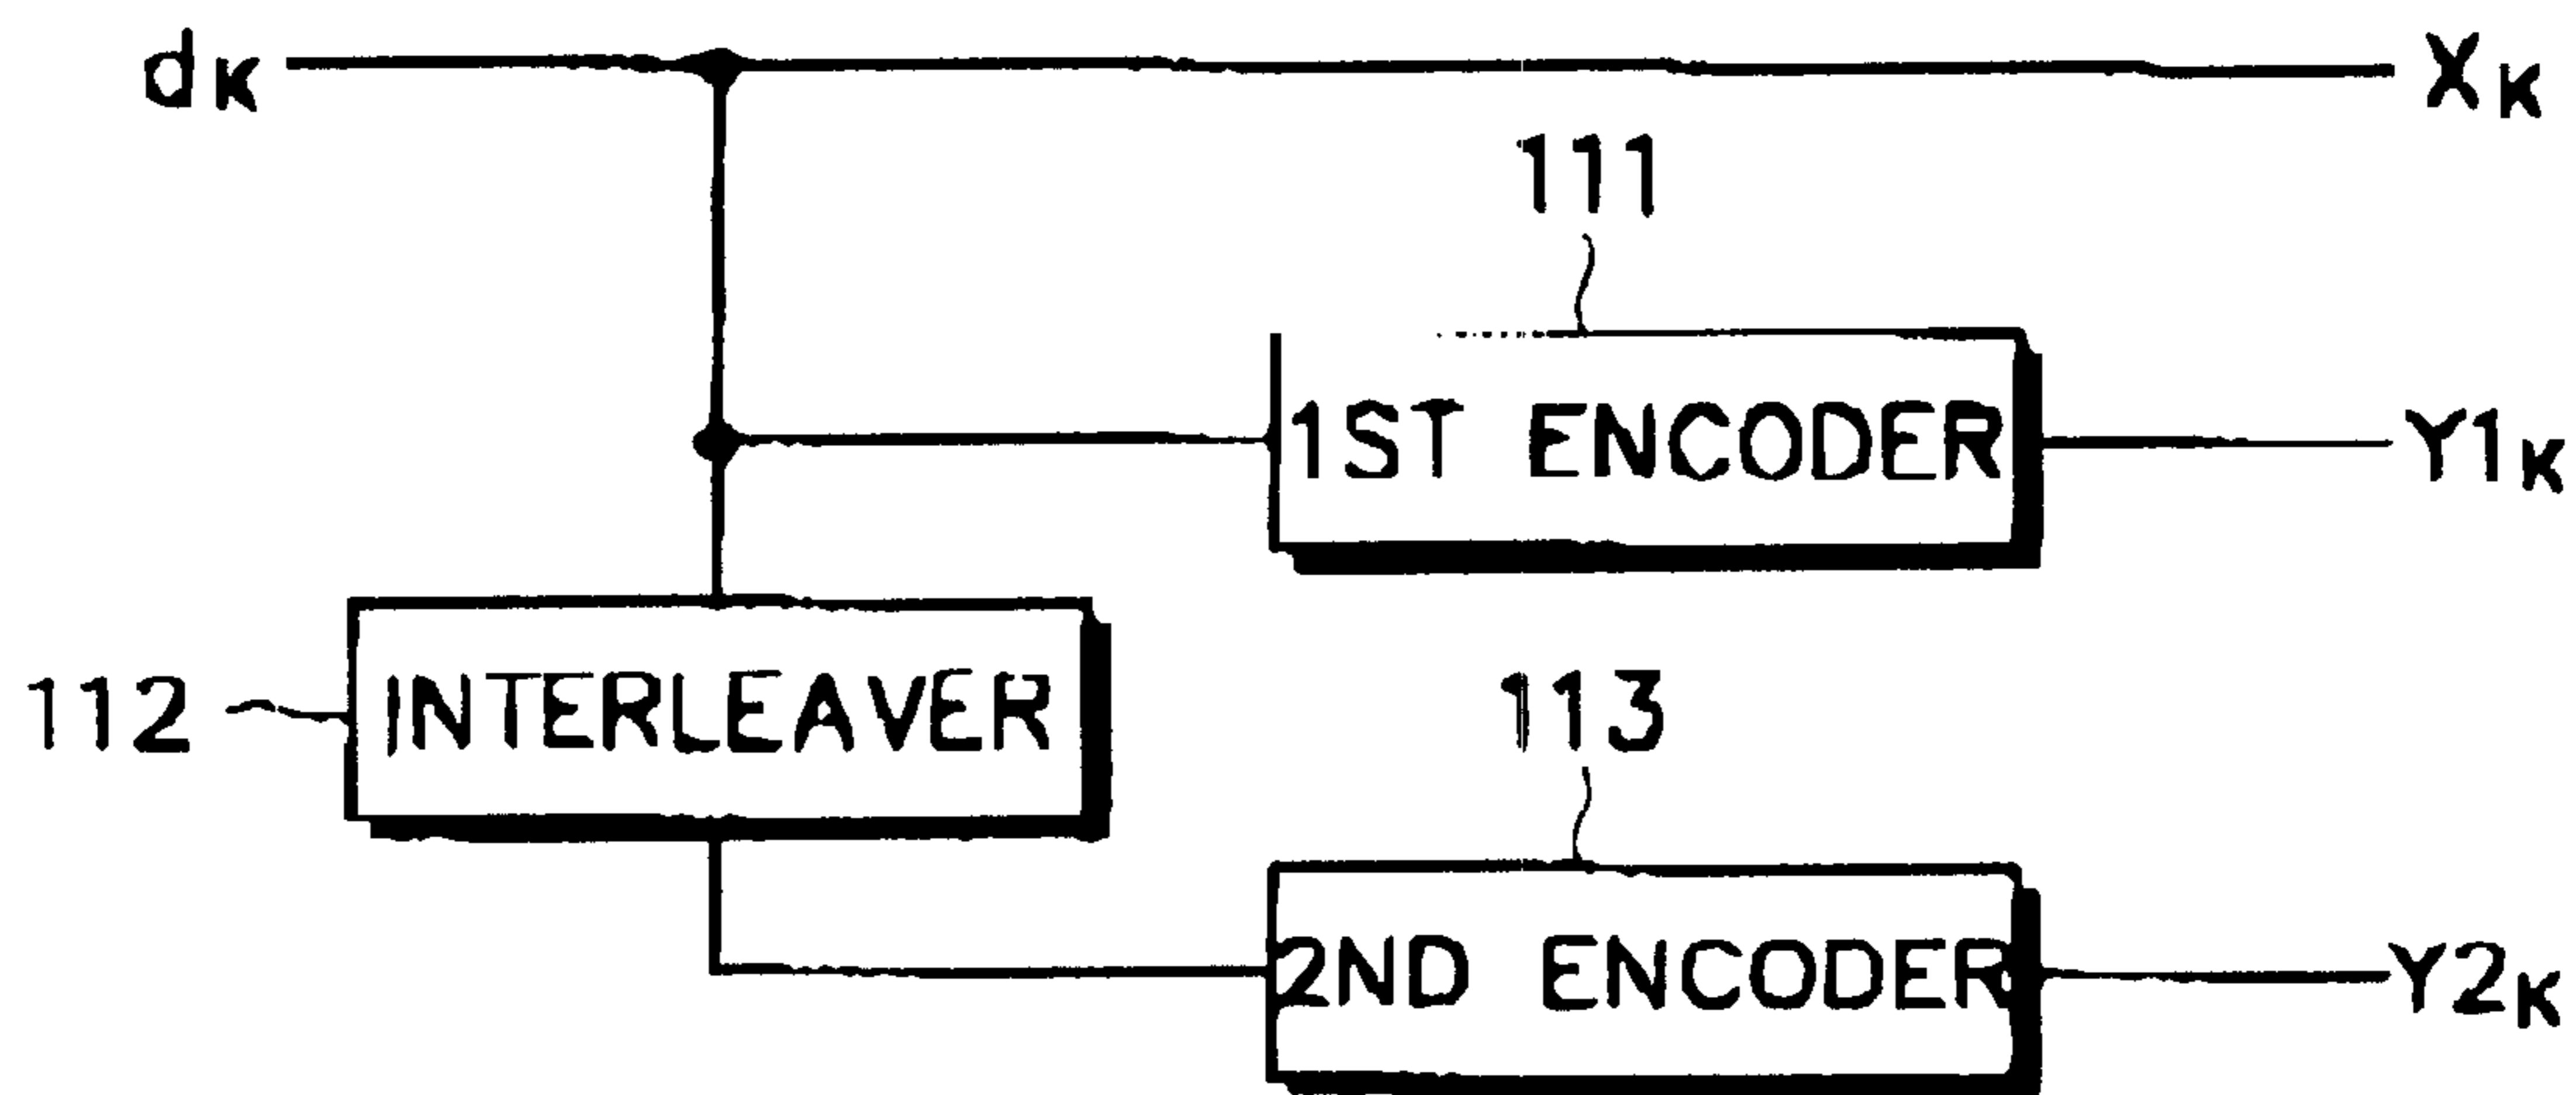 dK
XK
111
1ST ENCODER
Y1K
112
INTERLEAVER
113
2ND ENCODER
Y2K